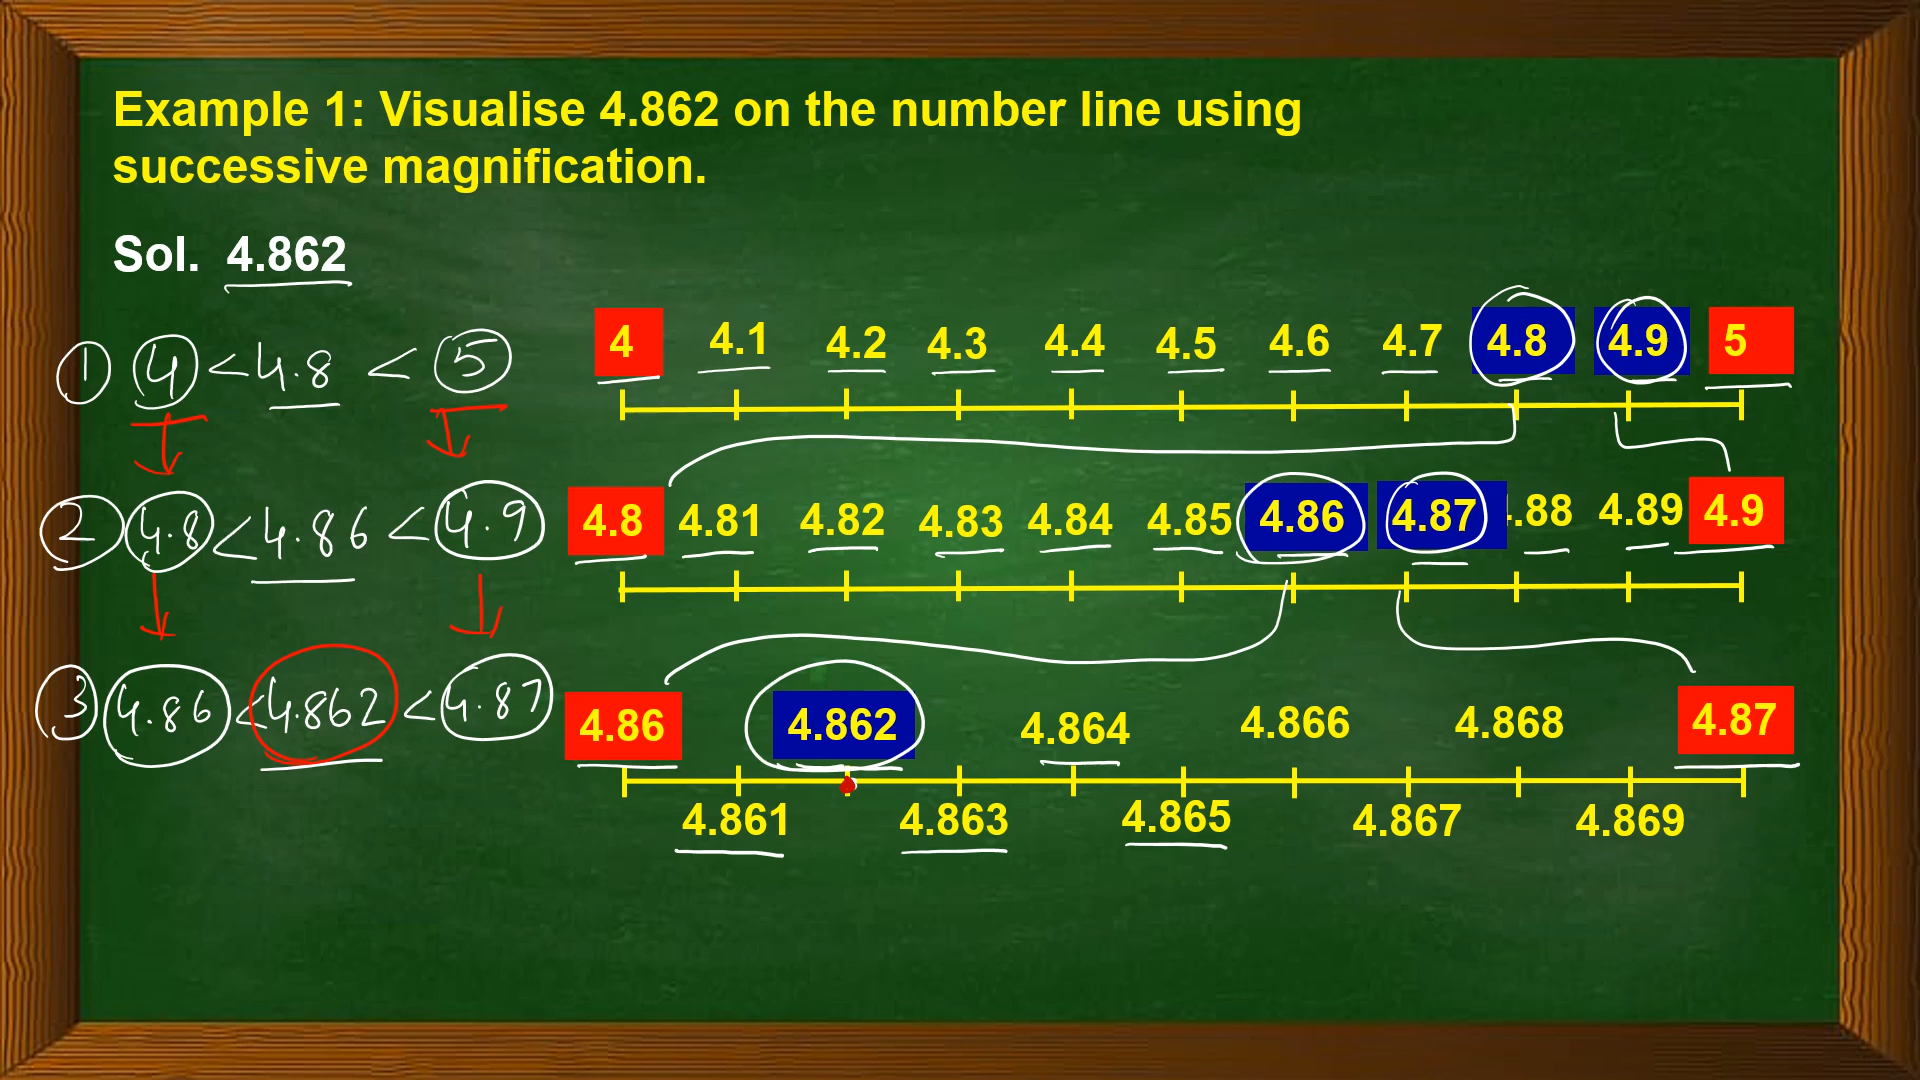 Example 1: Visualise 4.862 on the number line using
successive magnification.
Sol. 4.862
① 4 < 4.8 < 5
4 4.1 4.2 4.3 4.4 4.5 4.6 4.7 4.8 4.9 5
② 4.8 < 4.86 < 4.9
4.8 4.81 4.82 4.83 4.84 4.85 4.86 4.87 .88 4.89 4.9
③ 4.86 < 4.862 < 4.87
4.86 4.862 4.864 4.866 4.868 4.87
4.861 4.863 4.865 4.867 4.869